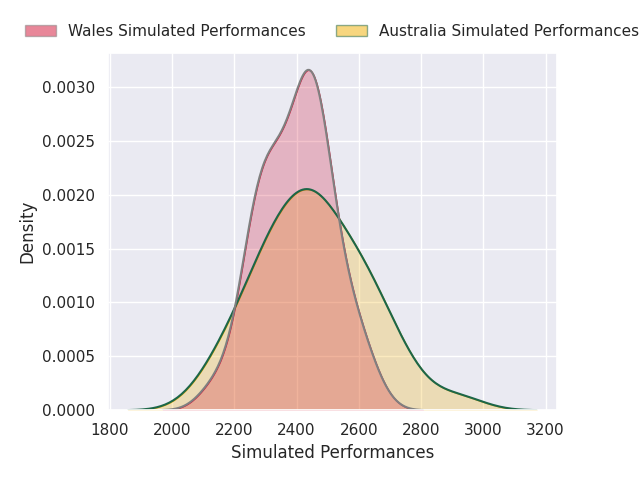 Wales Simulated Performances
Australia Simulated Performances
0.0030
0.0025
0.0020
0.0015
0.0010
0.0005
0.0000
Density
1800 2000 2200 2400 2600 2800 3000 3200
Simulated Performances